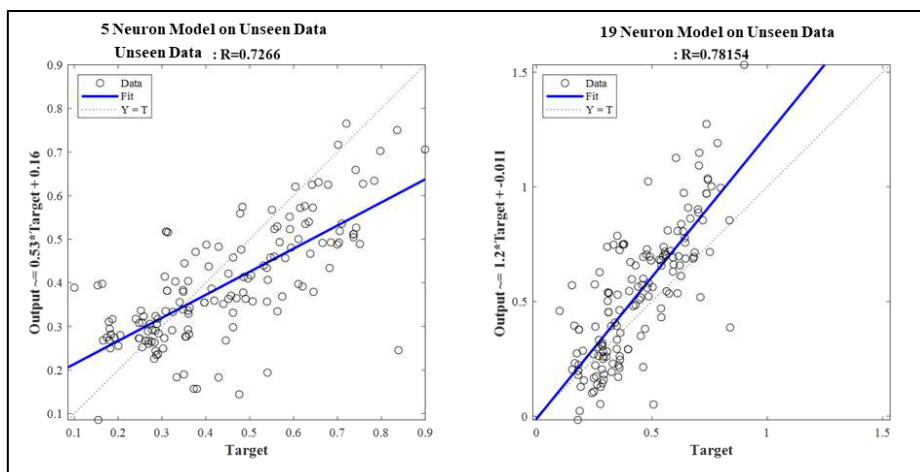 5 Neuron Model on Unseen Data
Unseen Data : R=0.7266
Output ~= 0.53*Target + 0.16
0.9
0.8
0.7
0.6
0.5
0.4
0.3
0.2
0.1
Data
Fit
Y = T
0.1 0.2 0.3 0.4 0.5 0.6 0.7 0.8 0.9
Target
19 Neuron Model on Unseen Data
: R=0.78154
Output ~= 1.2*Target + -0.011
1.5
1
0.5
0
Data
Fit
Y = T
0 0.5 1 1.5
Target